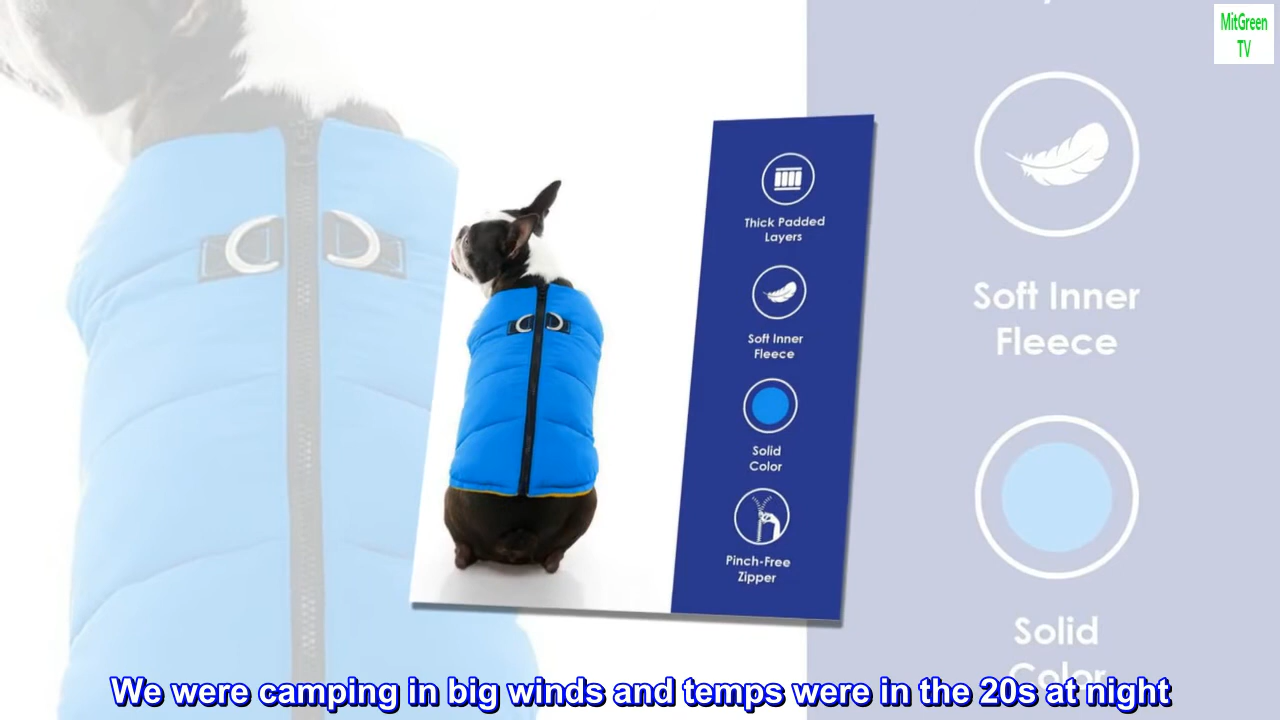 MitGreen
TV
Thick Padded
Layers
Soft Inner
Fleece
Solid
Color
Pinch-Free
Zipper
Soft Inner
Fleece
Solid
Color
We were camping in big winds and temps were in the 20s at night